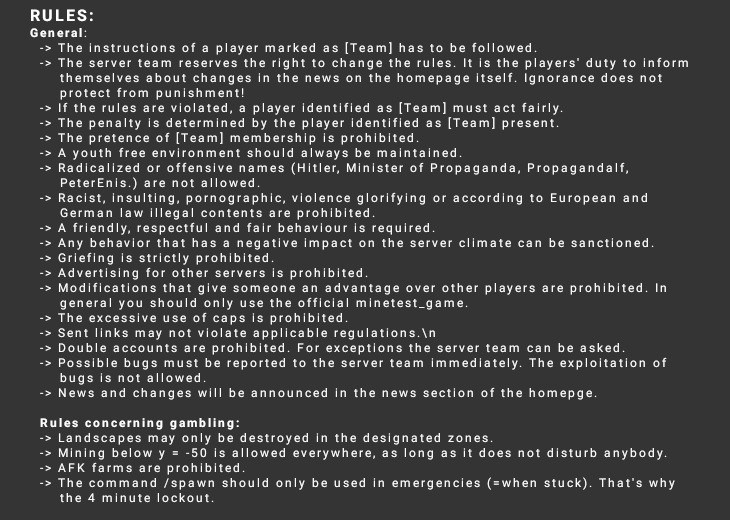 RULES:
General:
-> The instructions of a player marked as [Team] has to be followed.
-> The server team reserves the right to change the rules. It is the players' duty to inform
themselves about changes in the news on the homepage itself. Ignorance does not
protect from punishment!
-> If the rules are violated, a player identified as [Team] must act fairly.
-> The penalty is determined by the player identified as [Team] present.
-> The pretence of [Team] membership is prohibited.
-> A youth free environment should always be maintained.
-> Radicalized or offensive names (Hitler, Minister of Propaganda, Propagandalf,
PeterEnis.) are not allowed.
-> Racist, insulting, pornographic, violence glorifying or according to European and
German law illegal contents are prohibited.
-> A friendly, respectful and fair behaviour is required.
-> Any behavior that has a negative impact on the server climate can be sanctioned.
-> Griefing is strictly prohibited.
-> Advertising for other servers is prohibited.
-> Modifications that give someone an advantage over other players are prohibited. In
general you should only use the official minetest_game.
-> The excessive use of caps is prohibited.
-> Sent links may not violate applicable regulations.\n
-> Double accounts are prohibited. For exceptions the server team can be asked.
-> Possible bugs must be reported to the server team immediately. The exploitation of
bugs is not allowed.
-> News and changes will be announced in the news section of the homepge.
Rules concerning gambling:
-> Landscapes may only be destroyed in the designated zones.
-> Mining below y = -50 is allowed everywhere, as long as it does not disturb anybody.
-> AFK farms are prohibited.
-> The command /spawn should only be used in emergencies (=when stuck). That's why
the 4 minute lockout.